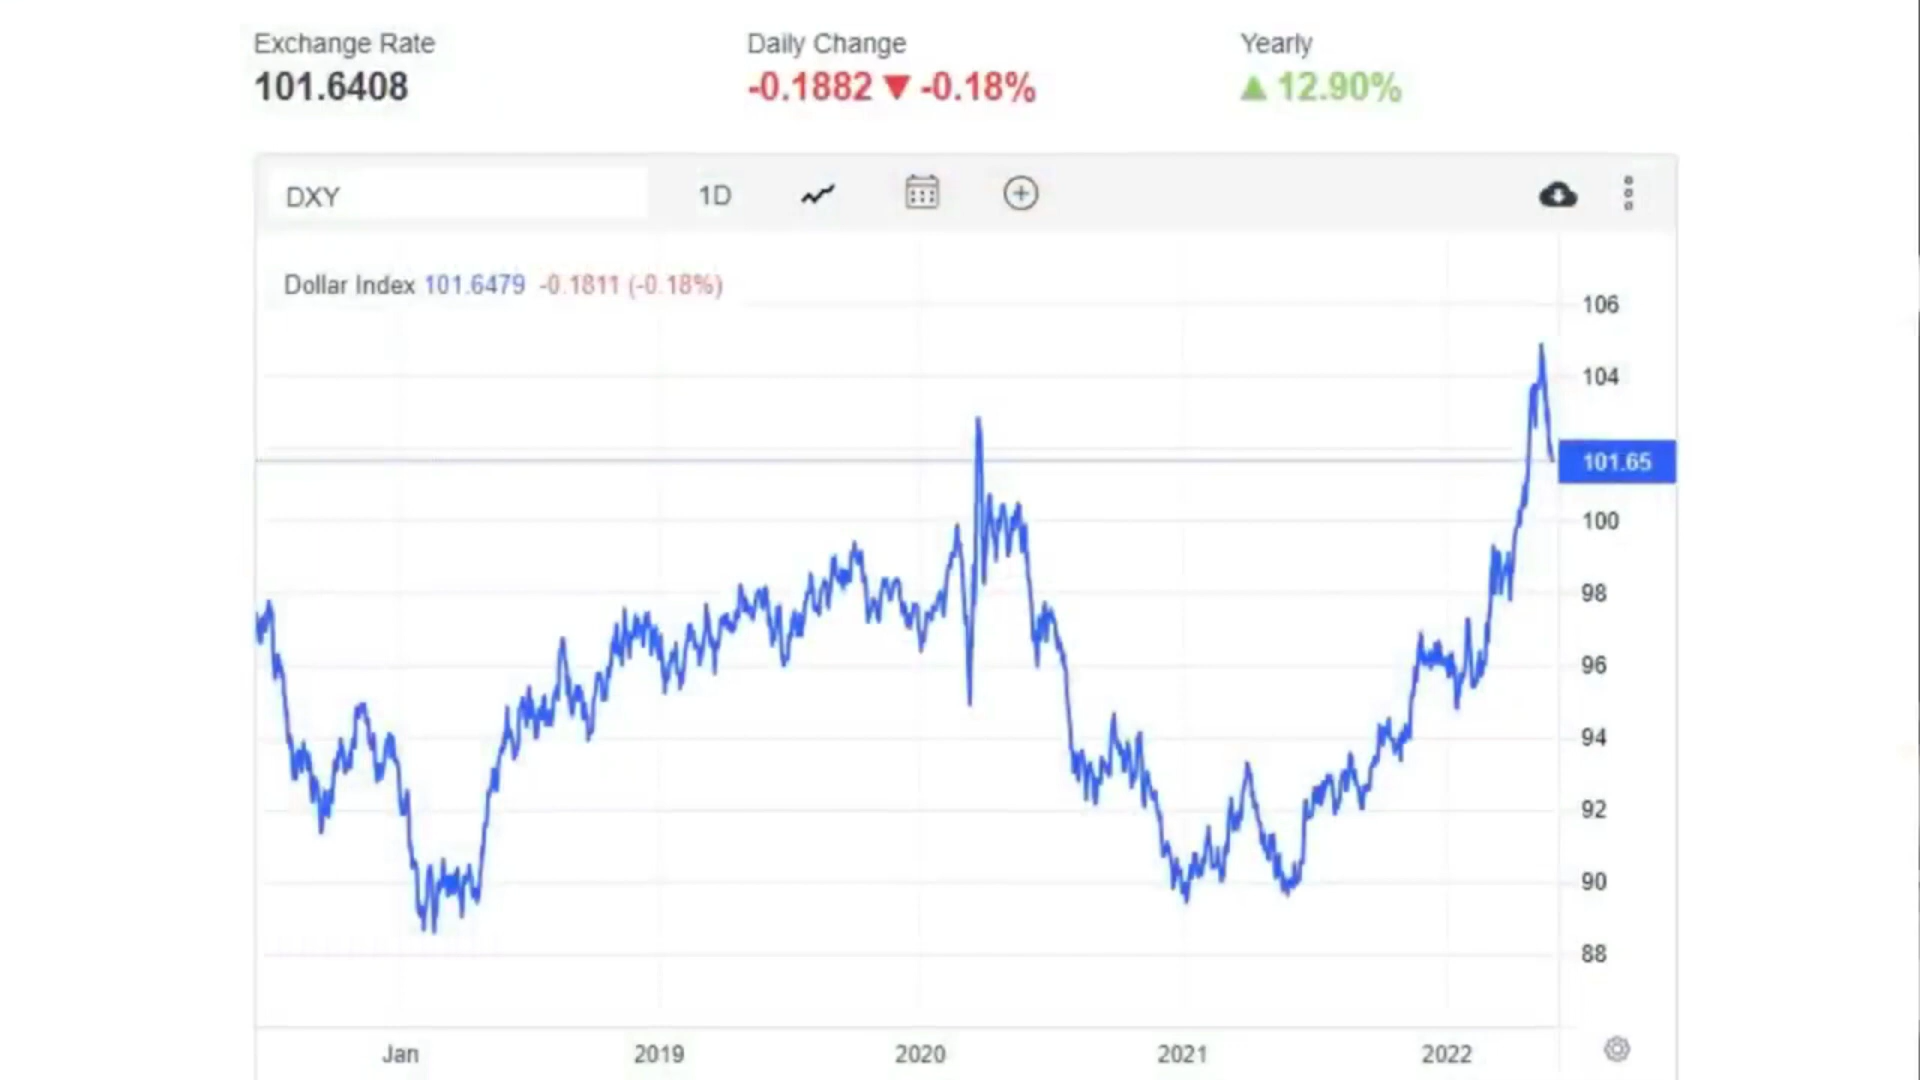 Exchange Rate
Daily Change
Yearly
101.6408
-0.1882 ▼ -0.18%
▲ 12.90%
DXY
1D
Dollar Index 101.6479 -0.1811 (-0.18%)
106
104
101.65
100
98
96
94
92
90
88
Jan
2019
2020
2021
2022